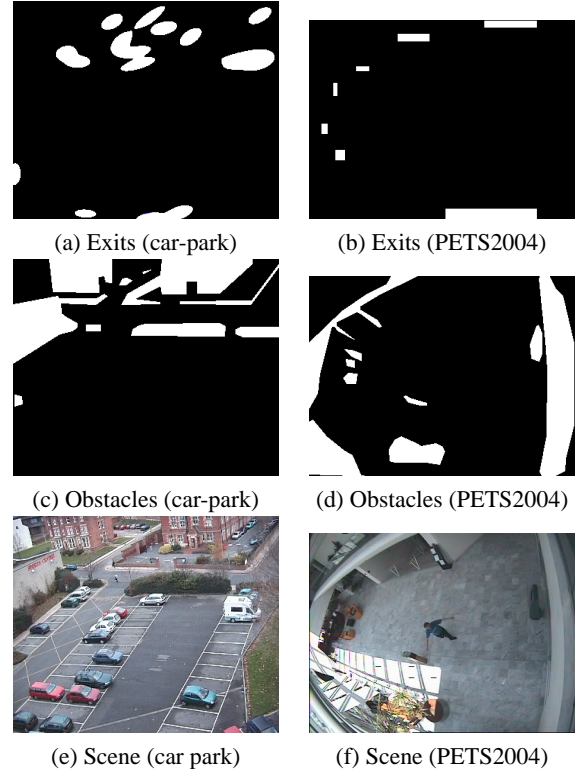 (a) Exits (car-park)
(b) Exits (PETS2004)
(c) Obstacles (car-park)
(d) Obstacles (PETS2004)
(e) Scene (car park)
(f) Scene (PETS2004)